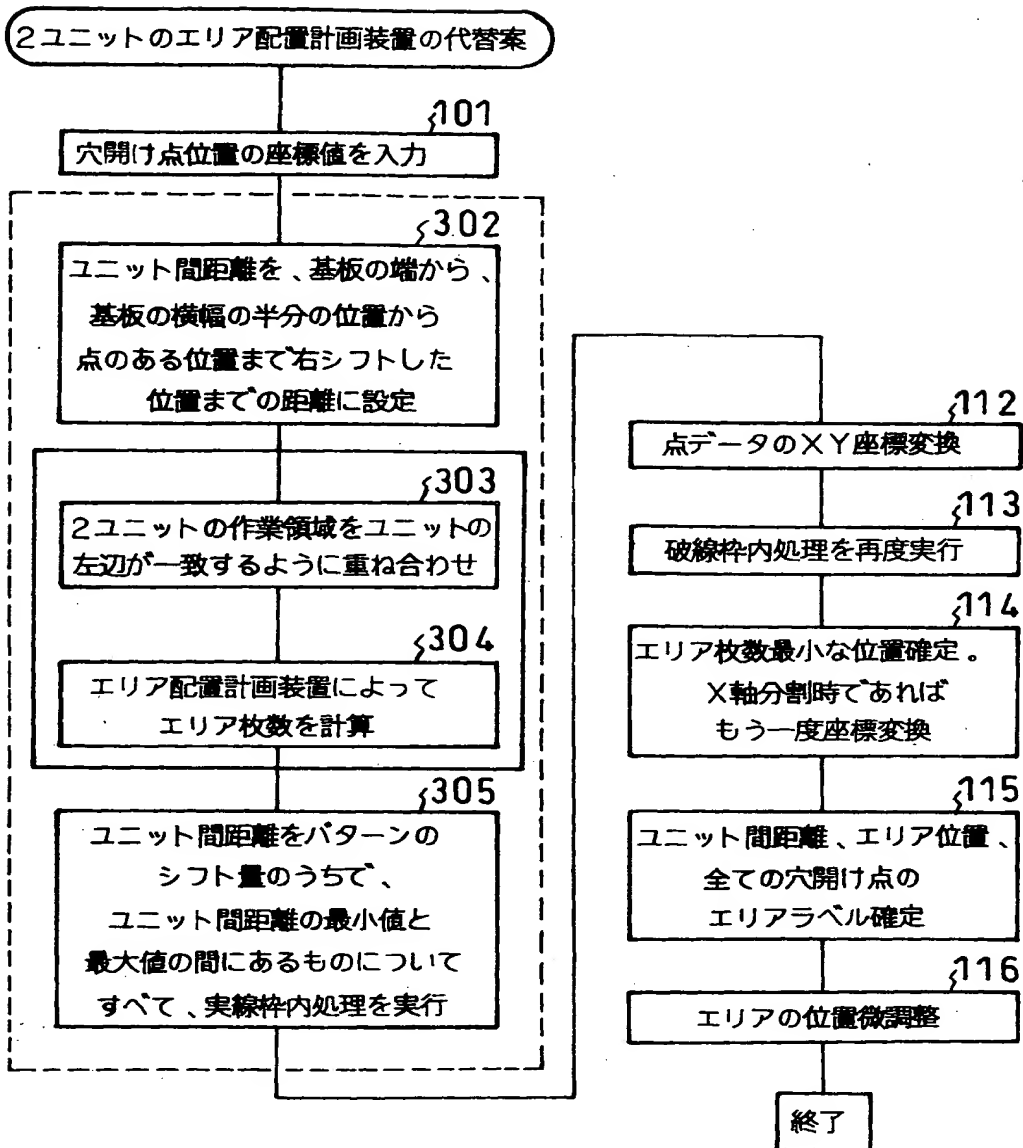 2ユニットのエリア配置計画装置の代替案
101
穴開け点位置の座標値を入力
302
ユニット間距離を、基板の端から、
基板の横幅の半分の位置から
点のある位置まで右シフトした
位置までの距離に設定
303
2ユニットの作業領域をユニットの
左辺が一致するように重ね合わせ
304
エリア配置計画装置によって
エリア枚数を計算
305
ユニット間距離をパターンの
シフト量のうちで、
ユニット間距離の最小値と
最大値の間にあるものについて
すべて、実線枠内処理を実行
112
点データのXY座標変換
113
破線枠内処理を再度実行
114
エリア枚数最小な位置確定。
X軸分割時であれば
もう一度座標変換
115
ユニット間距離、エリア位置、
全ての穴開け点の
エリアラベル確定
116
エリアの位置微調整
終了